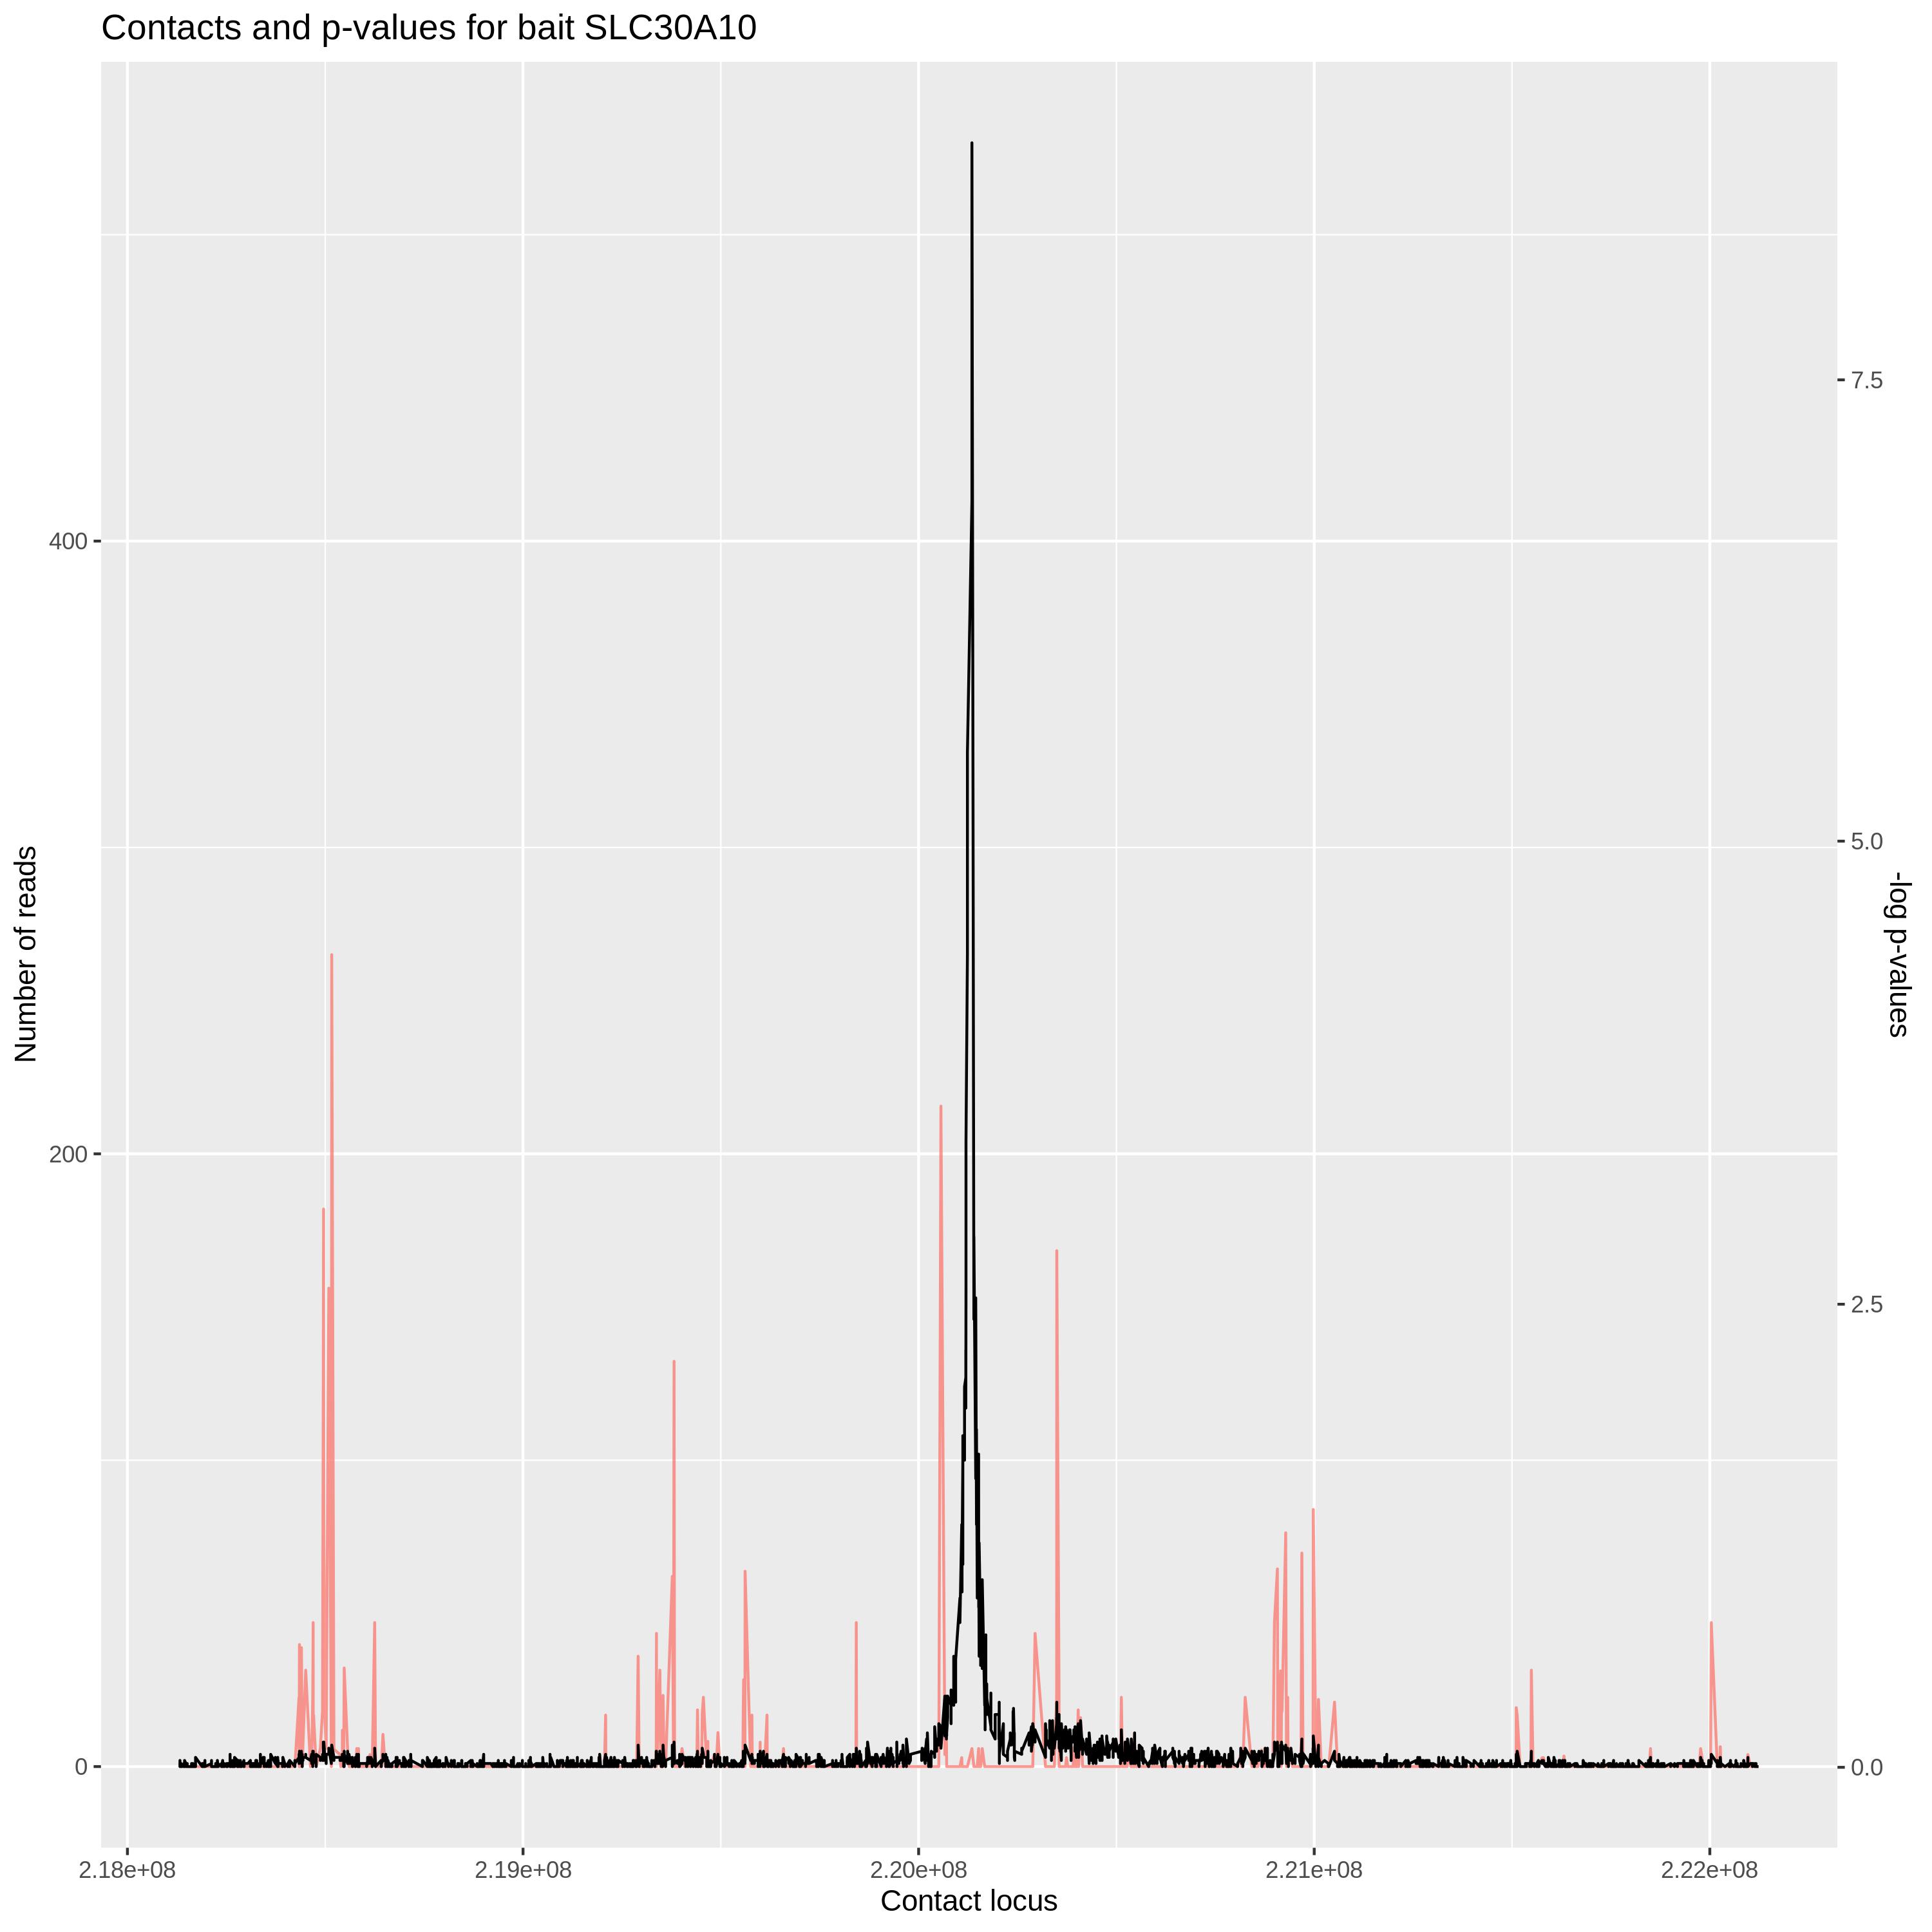 Contacts and p-values for bait SLC30A10
Number of reads
400
200
0
7.5
5.0
2.5
0.0
-log p-values
2.18e+08 2.19e+08 2.20e+08 2.21e+08 2.22e+08
Contact locus